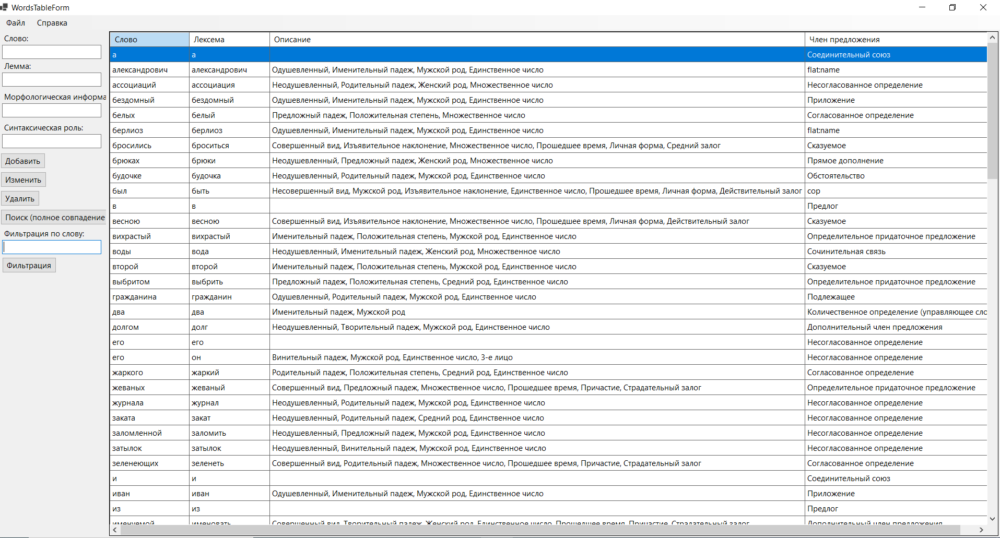 WordsTableForm
Файл Справка
Слово:
Лемма:
Морфологическая информа
Синтаксическая роль:
Добавить
Изменить
Удалить
Поиск (полное совпадение
Фильтрация по слову:
Фильтрация
Слово Лексема Описание Член предложения
а а Соединительный союз
александрович александрович Одушевленный, Именительный падеж, Мужской род, Единственное число flat:name
ассоциаций ассоциация Неодушевленный, Родительный падеж, Женский род, Множественное число Несогласованное определение
бездомный бездомный Одушевленный, Именительный падеж, Мужской род, Единственное число Приложение
белых белый Предложный падеж, Положительная степень, Множественное число Согласованное определение
берлиоз берлиоз Одушевленный, Именительный падеж, Мужской род, Единственное число flat:name
бросились броситься Совершенный вид, Изъявительное наклонение, Множественное число, Прошедшее время, Личная форма, Средний залог Сказуемое
брюках брюки Неодушевленный, Предложный падеж, Женский род, Множественное число Прямое дополнение
будочке будочка Неодушевленный, Родительный падеж, Мужской род, Единственное число Обстоятельство
был быть Несовершенный вид, Мужской род, Изъявительное наклонение, Единственное число, Прошедшее время, Личная форма, Действительный залог cop
в в Предлог
весною весною Совершенный вид, Изъявительное наклонение, Множественное число, Прошедшее время, Личная форма, Действительный залог Сказуемое
вихрастый вихрастый Именительный падеж, Положительная степень, Мужской род, Единственное число Определительное придаточное предложение
воды вода Неодушевленный, Именительный падеж, Женский род, Множественное число Сочинительная связь
второй второй Именительный падеж, Положительная степень, Мужской род, Единственное число Сказуемое
выбритом выбрить Предложный падеж, Положительная степень, Средний род, Единственное число Определительное придаточное предложение
гражданина гражданин Одушевленный, Родительный падеж, Мужской род, Единственное число Подлежащее
два два Именительный падеж, Мужской род Количественное определение (управляющее сло
долгом долг Неодушевленный, Творительный падеж, Мужской род, Единственное число Дополнительный член предложения
его его Несогласованное определение
его он Винительный падеж, Мужской род, Единственное число, 3-е лицо Несогласованное определение
жаркого жаркий Родительный падеж, Положительная степень, Средний род, Единственное число Согласованное определение
жеваных жеваный Совершенный вид, Предложный падеж, Множественное число, Прошедшее время, Причастие, Страдательный залог Определительное придаточное предложение
журнала журнал Неодушевленный, Родительный падеж, Мужской род, Единственное число Несогласованное определение
заката закат Неодушевленный, Родительный падеж, Средний род, Единственное число Несогласованное определение
заломленной заломить Неодушевленный, Предложный падеж, Мужской род, Единственное число Несогласованное определение
затылок затылок Неодушевленный, Винительный падеж, Мужской род, Единственное число Несогласованное определение
зеленеющих зеленеть Совершенный вид, Родительный падеж, Множественное число, Прошедшее время, Причастие, Страдательный залог Согласованное определение
и и Соединительный союз
иван иван Одушевленный, Именительный падеж, Мужской род, Единственное число Приложение
из из Предлог
именуемой именовать Совершенный вид, Творительный падеж, Женский род, Единственное число, Прошедшее время, Причастие, Страдательный залог Дополнительный член предложения